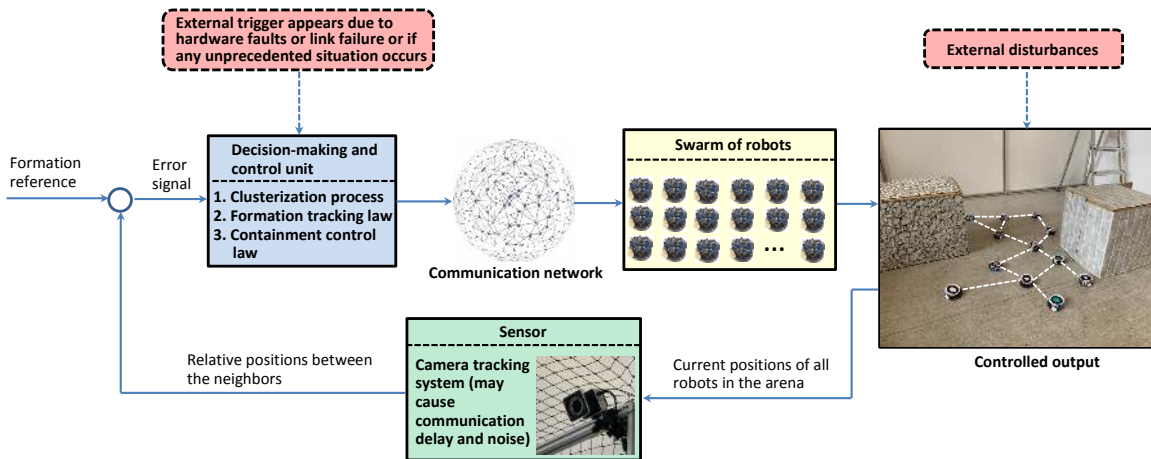 External trigger appears due to
hardware faults or link failure or if
any unprecedented situation occurs
External disturbances
Formation
reference
Error
signal
Decision-making and
control unit
1. Clusterization process
2. Formation tracking law
3. Containment control
law
Communication network
Swarm of robots
...
Controlled output
Sensor
Camera tracking
system (may
cause
communication
delay and noise)
Relative positions between
the neighbors
Current positions of all
robots in the arena